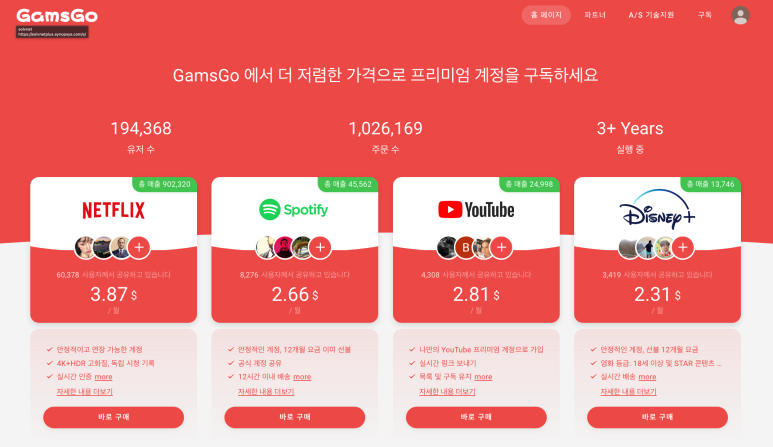 GamsGo
홈 페이지
파트너
A/S 기술지원
구독
solvnet
GamsGo 에서 더 저렴한 가격으로 프리미엄 계정을 구독하세요
194,368
1,026,169
3+ Years
유저 수
주문 수
실행 중
총 매출 902,320
NETFLIX
60,378 사용자께서 공유하고 있습니다
3.87 $
/ 월
안정적이고 연장 가능한 계정
4K+HDR 고화질, 독립 시청 기록
실시간 인증 more
자세한 내용 더보기
바로 구매
총 매출 45,562
Spotify
8,276 사용자께서 공유하고 있습니다
2.66 $
/ 월
안정적인 계정, 12개월 요금 이미 선불
공식 계정 공유
12시간 이내 배송 more
자세한 내용 더보기
바로 구매
총 매출 24,998
YouTube
B
4,308 사용자께서 공유하고 있습니다
2.81 $
/ 월
나만의 YouTube 프리미엄 계정으로 가입
실시간 링크 보내기
목록 및 구독 유지 more
자세한 내용 더보기
바로 구매
총 매출 13,746
Disney+
3,419 사용자께서 공유하고 있습니다
2.31 $
/ 월
안정적인 계정, 선불 12개월 요금
영화 등급: 18세 이상 및 STAR 콘텐츠 ...
실시간 배송 more
자세한 내용 더보기
바로 구매